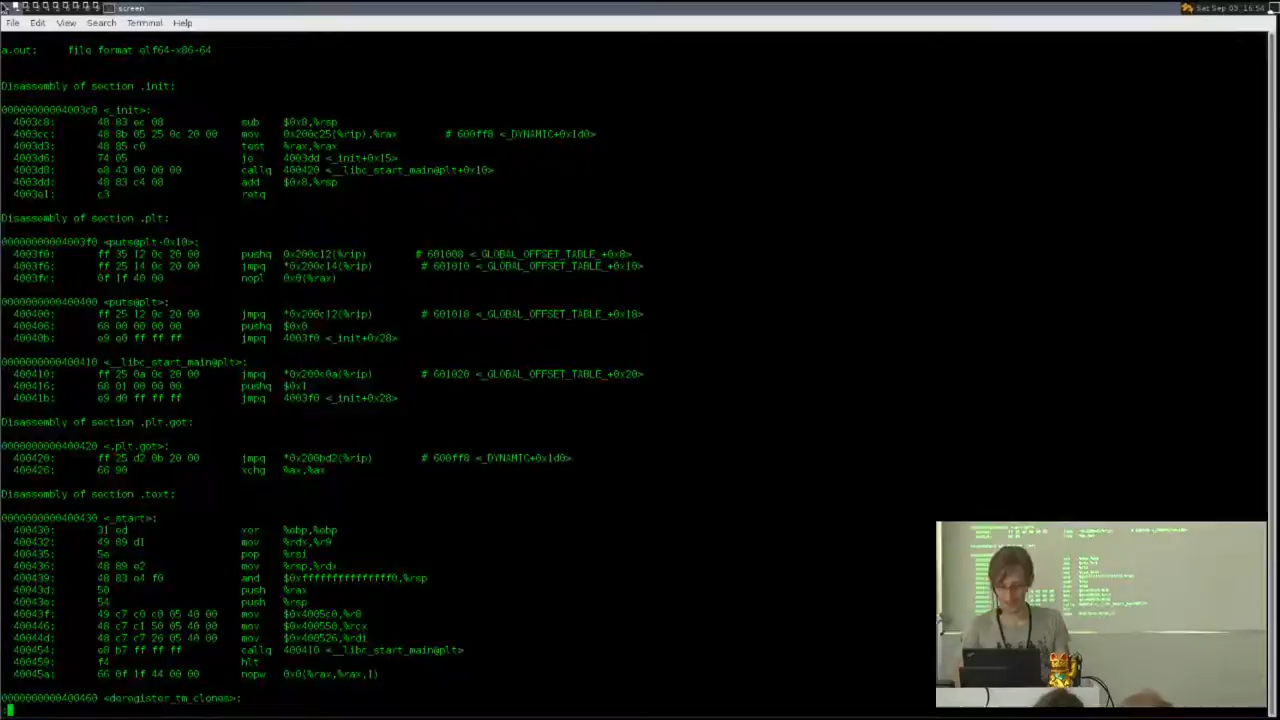 screen
Sat Sep 03, 16:54
File Edit View Search Terminal Help
a.out: file format elf64-x86-64
Disassembly of section .init:
00000000004003c8 <_init>:
4003c8: 48 83 ec 08 sub $0x8,%rsp
4003cc: 48 8b 05 25 0c 20 00 mov 0x200c25(%rip),%rax # 600ff8 <_DYNAMIC+0x1d0>
4003d3: 48 85 c0 test %rax,%rax
4003d6: 74 05 je 4003dd <_init+0x15>
4003d8: e8 43 00 00 00 callq 400420 <__libc_start_main@plt+0x10>
4003dd: 48 83 c4 08 add $0x8,%rsp
4003e1: c3 retq
Disassembly of section .plt:
00000000004003f0 <puts@plt-0x10>:
4003f0: ff 35 12 0c 20 00 pushq 0x200c12(%rip) # 601008 <_GLOBAL_OFFSET_TABLE_+0x8>
4003f6: ff 25 14 0c 20 00 jmpq *0x200c14(%rip) # 601010 <_GLOBAL_OFFSET_TABLE_+0x10>
4003fc: 0f 1f 40 00 nopl 0x0(%rax)
0000000000400400 <puts@plt>:
400400: ff 25 12 0c 20 00 jmpq *0x200c12(%rip) # 601018 <_GLOBAL_OFFSET_TABLE_+0x18>
400406: 68 00 00 00 00 pushq $0x0
40040b: e9 e0 ff ff ff jmpq 4003f0 <_init+0x28>
0000000000400410 <__libc_start_main@plt>:
400410: ff 25 0a 0c 20 00 jmpq *0x200c0a(%rip) # 601020 <_GLOBAL_OFFSET_TABLE_+0x20>
400416: 68 01 00 00 00 pushq $0x1
40041b: e9 d0 ff ff ff jmpq 4003f0 <_init+0x28>
Disassembly of section .plt.got:
0000000000400420 <.plt.got>:
400420: ff 25 d2 0b 20 00 jmpq *0x200bd2(%rip) # 600ff8 <_DYNAMIC+0x1d0>
400426: 66 90 xchg %ax,%ax
Disassembly of section .text:
0000000000400430 <_start>:
400430: 31 ed xor %ebp,%ebp
400432: 49 89 d1 mov %rdx,%r9
400435: 5e pop %rsi
400436: 48 89 e2 mov %rsp,%rdx
400439: 48 83 e4 f0 and $0xfffffffffffffff0,%rsp
40043d: 50 push %rax
40043e: 54 push %rsp
40043f: 49 c7 c0 c0 05 40 00 mov $0x4005c0,%r8
400446: 48 c7 c1 50 05 40 00 mov $0x400550,%rcx
40044d: 48 c7 c7 26 05 40 00 mov $0x400526,%rdi
400454: e8 b7 ff ff ff callq 400410 <__libc_start_main@plt>
400459: f4 hlt
40045a: 66 0f 1f 44 00 00 nopw 0x0(%rax,%rax,1)
0000000000400460 <deregister_tm_clones>:
: